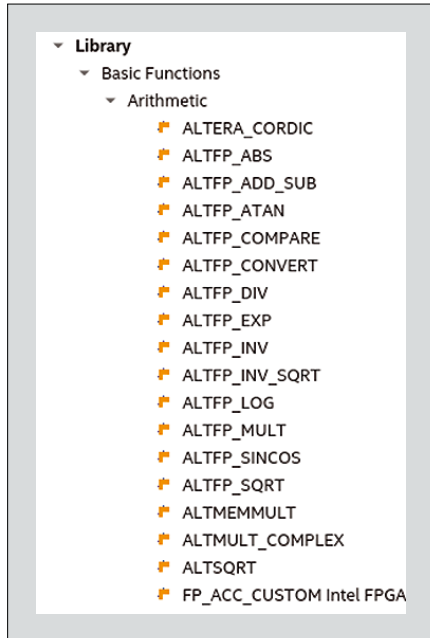 Library
Basic Functions
Arithmetic
ALTERA_CORDIC
ALTFP_ABS
ALTFP_ADD_SUB
ALTFP_ATAN
ALTFP_COMPARE
ALTFP_CONVERT
ALTFP_DIV
ALTFP_EXP
ALTFP_INV
ALTFP_INV_SQRT
ALTFP_LOG
ALTFP_MULT
ALTFP_SINCOS
ALTFP_SQRT
ALTMEMMULT
ALTMULT_COMPLEX
ALTSQRT
FP_ACC_CUSTOM Intel FPGA